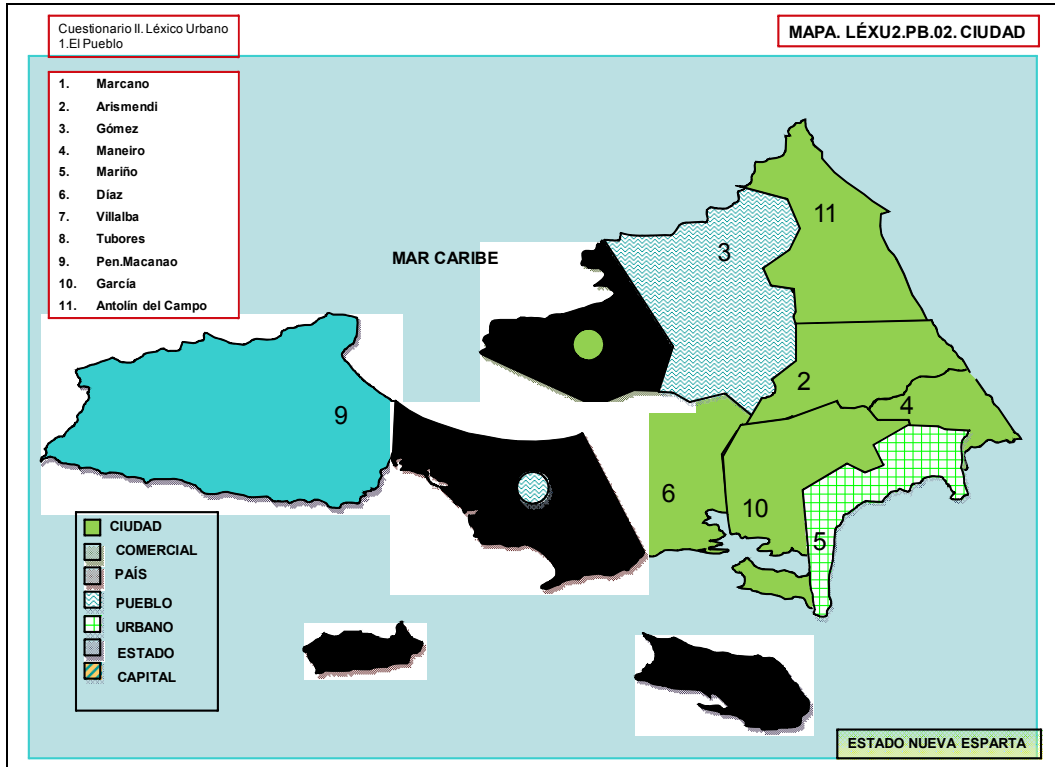 Cuestionario II. Léxico Urbano
1.El Pueblo
MAPA. LÉXU2.PB.02. CIUDAD
1. Marcano
2. Arismendi
3. Gómez
4. Maneiro
5. Mariño
6. Díaz
7. Villalba
8. Tubores
9. Pen.Macanao
10. García
11. Antolín del Campo
MAR CARIBE
11
3
2
4
9
6
10
5
CIUDAD
COMERCIAL
PAÍS
PUEBLO
URBANO
ESTADO
CAPITAL
ESTADO NUEVA ESPARTA